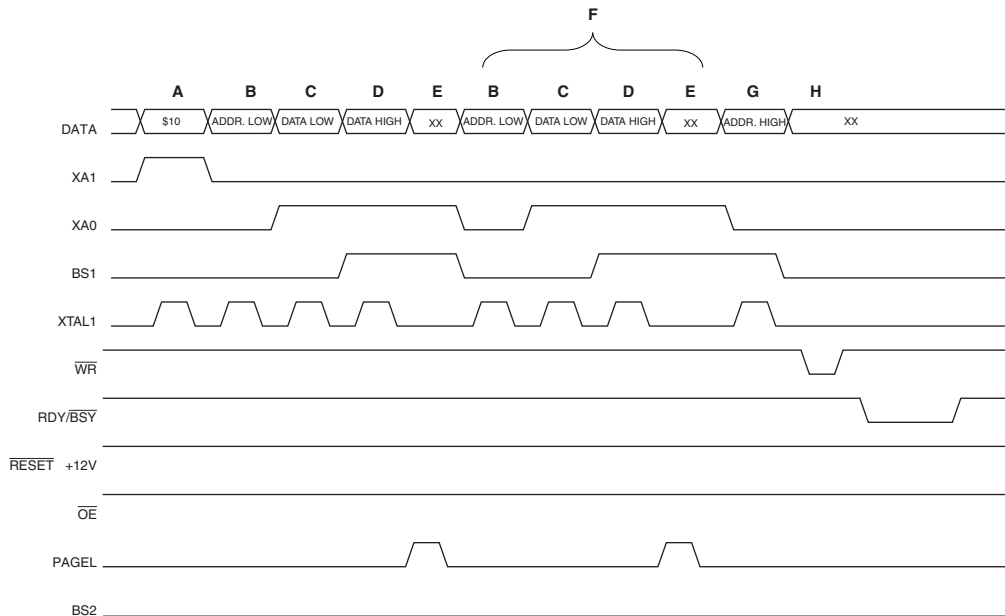 F
A B C D E B C D E G H
DATA $10 ADDR. LOW DATA LOW DATA HIGH XX ADDR. LOW DATA LOW DATA HIGH XX ADDR. HIGH XX
XA1
XA0
BS1
XTAL1
WR
RDY/BSY
RESET +12V
OE
PAGEL
BS2